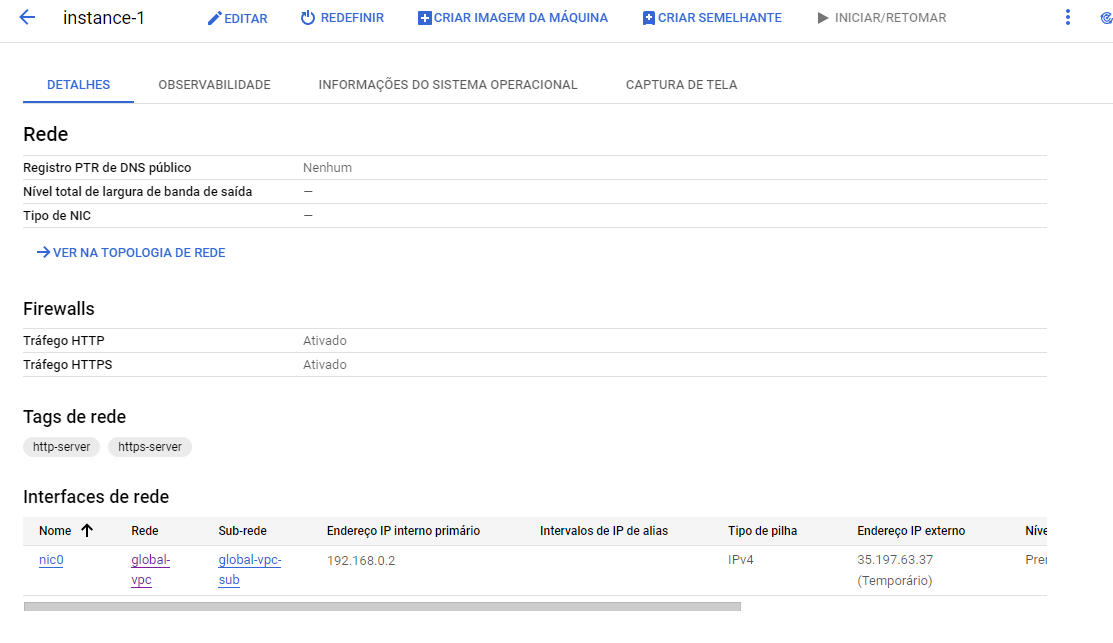 instance-1 EDITAR REDEFINIR CRIAR IMAGEM DA MÁQUINA CRIAR SEMELHANTE INICIAR/RETOMAR
DETALHES OBSERVABILIDADE INFORMAÇÕES DO SISTEMA OPERACIONAL CAPTURA DE TELA
Rede
Registro PTR de DNS público Nenhum
Nível total de largura de banda de saída —
Tipo de NIC —
VER NA TOPOLOGIA DE REDE
Firewalls
Tráfego HTTP Ativado
Tráfego HTTPS Ativado
Tags de rede
http-server https-server
Interfaces de rede
Nome Rede Sub-rede Endereço IP interno primário Intervalos de IP de alias Tipo de pilha Endereço IP externo Níve
nic0 global- global-vpc- 192.168.0.2 IPv4 35.197.63.37 Prer
vpc sub (Temporário)